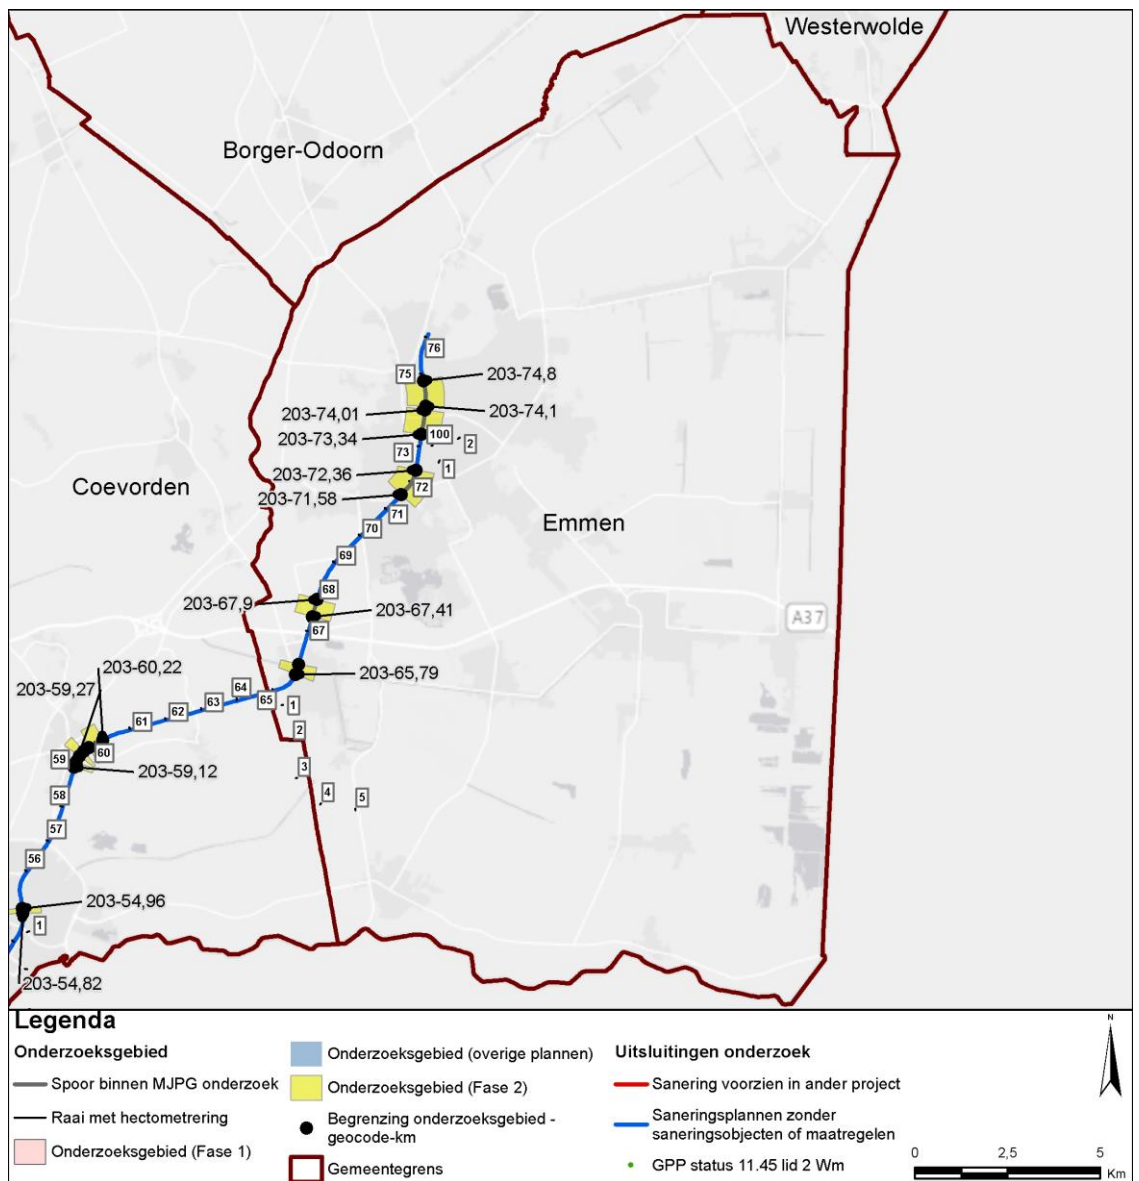 Westerwolde
Borger-Odoorn
76
75
203-74,8
203-74,01
203-74,1
203-73,34
100
2
73
1
203-72,36
72
203-71,58
71
Coevorden
Emmen
70
69
68
203-67,9
203-67,41
A37
67
203-60,22
203-65,79
203-59,27
64
65
1
63
62
61
2
60
59
203-59,12
3
58
4
5
57
56
203-54,96
1
203-54,82
Legenda
Onderzoeksgebied
Spoor binnen MJPG onderzoek
Raai met hectometrering
Onderzoeksgebied (Fase 1)
Onderzoeksgebied (overige plannen)
Onderzoeksgebied (Fase 2)
Begrenzing onderzoeksgebied -
geocode-km
Gemeentegrens
Uitsluitingen onderzoek
Sanering voorzien in ander project
Saneringsplannen zonder
saneringsobjecten of maatregelen
GPP status 11.45 lid 2 Wm
N
0 2,5 5
Km